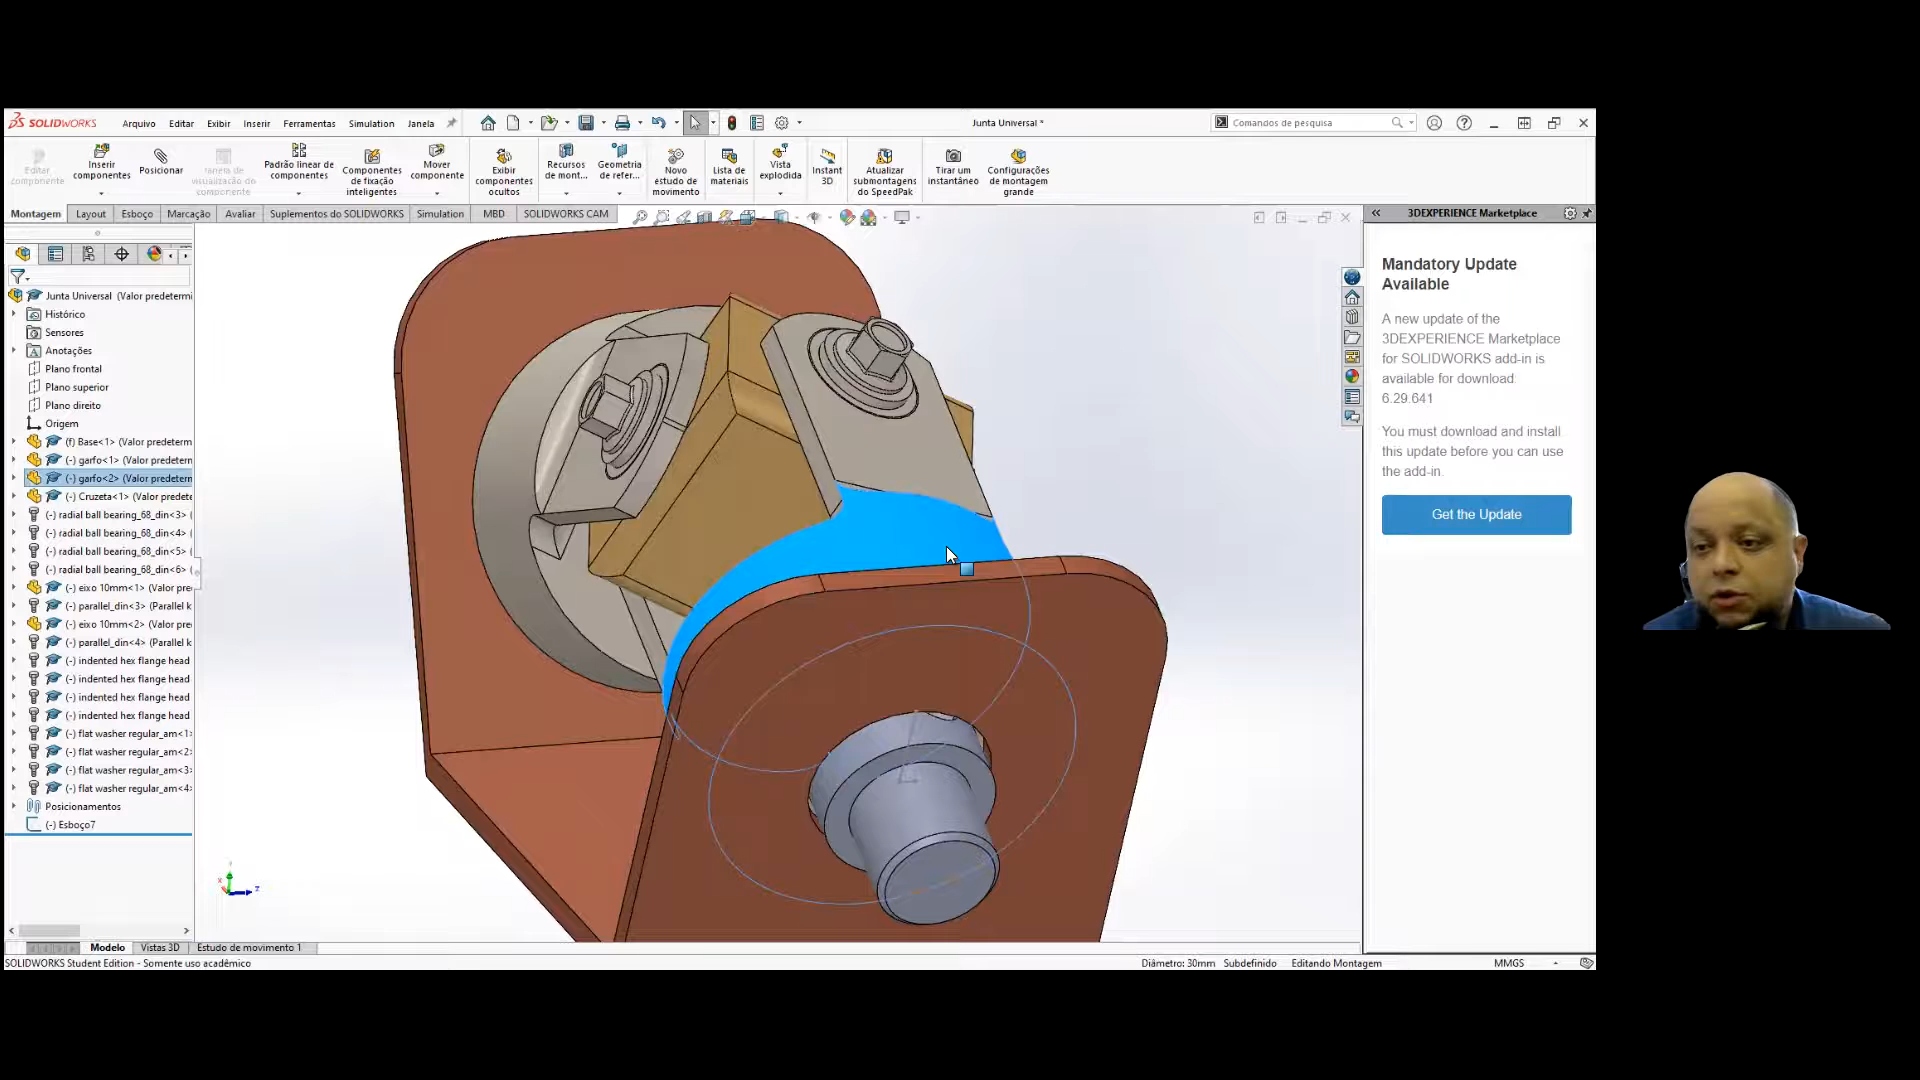 SOLIDWORKS
Arquivo
Editar
Exibir
Inserir
Ferramentas
Simulation
Janela
Junta Universal *
Comandos de pesquisa
Editar componente
Inserir componentes
Posicionar
Janela de visualização do componente
Padrão linear de componentes
Componentes de fixação inteligentes
Mover componente
Exibir componentes ocultos
Recursos de mont...
Geometria de refer...
Novo estudo de movimento
Lista de materiais
Vista explodida
Instant 3D
Atualizar submontagens do SpeedPak
Tirar um instantâneo
Configurações de montagem grande
Montagem
Layout
Esboço
Marcação
Avaliar
Suplementos do SOLIDWORKS
Simulation
MBD
SOLIDWORKS CAM
Junta Universal (Valor predetermi
Histórico
Sensores
Anotações
Plano frontal
Plano superior
Plano direito
Origem
(f) Base<1> (Valor predeterm
(-) garfo<1> (Valor predetern
(-) garfo<2> (Valor predetern
(-) Cruzeta<1> (Valor predete
(-) radial ball bearing_68_din<3> (
(-) radial ball bearing_68_din<4> (
(-) radial ball bearing_68_din<5> (
(-) radial ball bearing_68_din<6> (
(-) eixo 10mm<1> (Valor pre
(-) parallel_din<3> (Parallel k
(-) eixo 10mm<2> (Valor pre
(-) parallel_din<4> (Parallel k
(-) indented hex flange head
(-) indented hex flange head
(-) indented hex flange head
(-) indented hex flange head
(-) flat washer regular_am<1>
(-) flat washer regular_am<2>
(-) flat washer regular_am<3>
(-) flat washer regular_am<4>
Posicionamentos
(-) Esboço7
Z
Modelo
Vistas 3D
Estudo de movimento 1
SOLIDWORKS Student Edition - Somente uso acadêmico
Diâmetro: 30mm
Subdefinido
Editando Montagem
MMGS
3DEXPERIENCE Marketplace
Mandatory Update
Available
A new update of the
3DEXPERIENCE Marketplace
for SOLIDWORKS add-in is
available for download.
6.29.641
You must download and install
this update before you can use
the add-in.
Get the Update